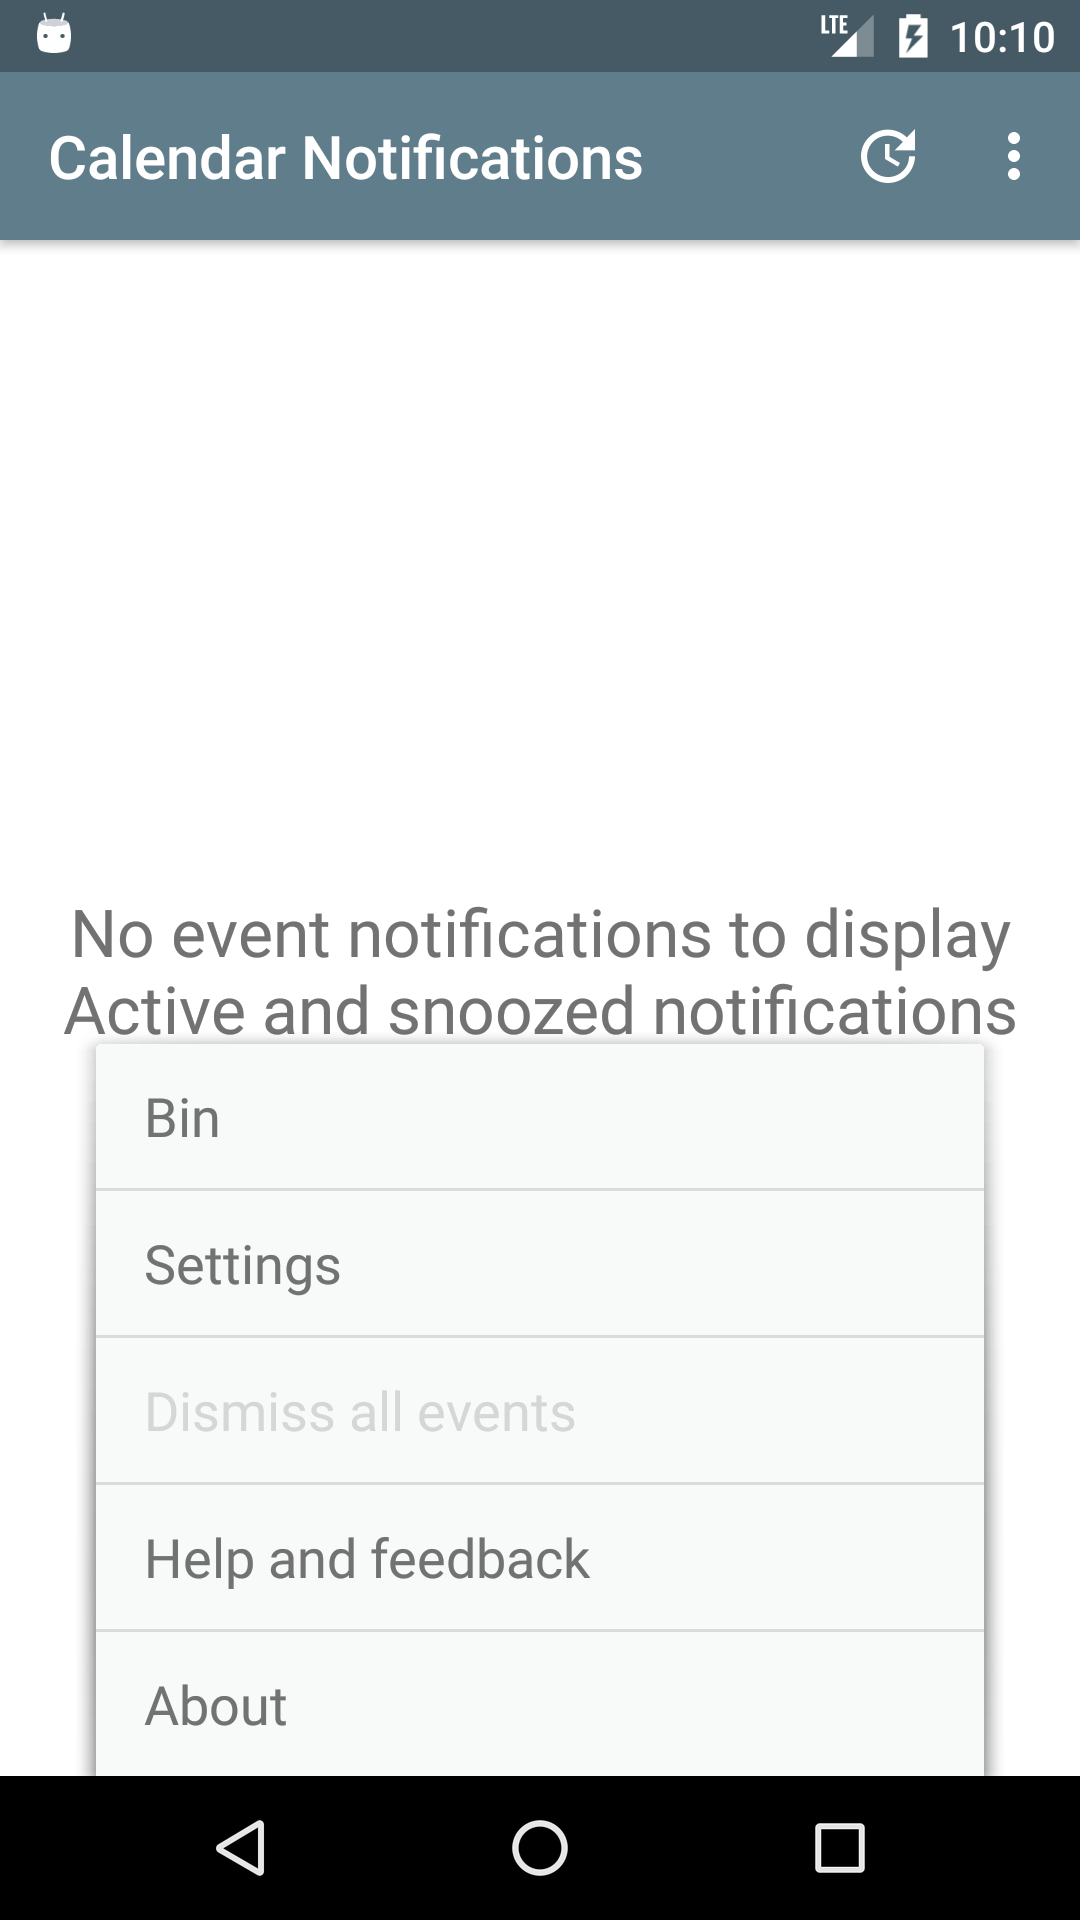 LTE 10:10
Calendar Notifications
No event notifications to display
Active and snoozed notifications
Bin
Settings
Dismiss all events
Help and feedback
About